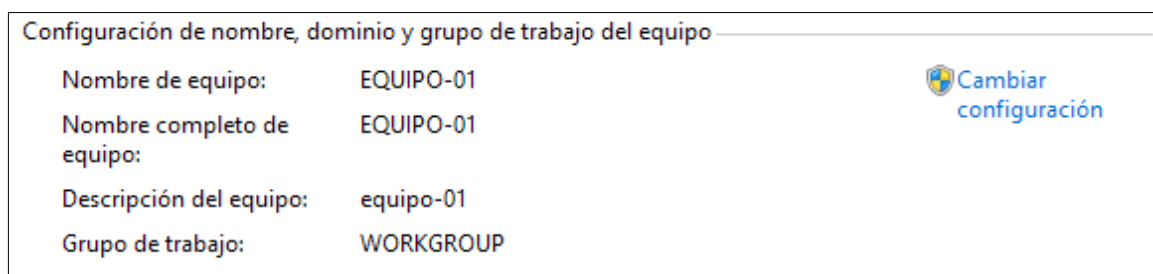 Configuración de nombre, dominio y grupo de trabajo del equipo
Nombre de equipo: EQUIPO-01 Cambiar
configuración
Nombre completo de EQUIPO-01
equipo:
Descripción del equipo: equipo-01
Grupo de trabajo: WORKGROUP